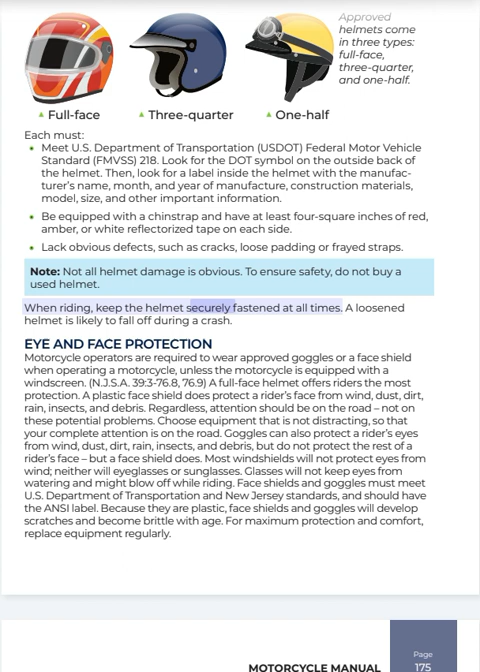 Approved
helmets come
in three types:
full-face,
three-quarter,
and one-half.
Full-face
Three-quarter
One-half
Each must:
• Meet U.S. Department of Transportation (USDOT) Federal Motor Vehicle
Standard (FMVSS) 218. Look for the DOT symbol on the outside back of
the helmet. Then, look for a label inside the helmet with the manufac-
turer's name, month, and year of manufacture, construction materials,
model, size, and other important information.
• Be equipped with a chinstrap and have at least four-square inches of red,
amber, or white reflectorized tape on each side.
• Lack obvious defects, such as cracks, loose padding or frayed straps.
Note: Not all helmet damage is obvious. To ensure safety, do not buy a
used helmet.
When riding, keep the helmet securely fastened at all times. A loosened
helmet is likely to fall off during a crash.
EYE AND FACE PROTECTION
Motorcycle operators are required to wear approved goggles or a face shield
when operating a motorcycle, unless the motorcycle is equipped with a
windscreen. (N.J.S.A. 39:3-76.8, 76.9) A full-face helmet offers riders the most
protection. A plastic face shield does protect a rider's face from wind, dust, dirt,
rain, insects, and debris. Regardless, attention should be on the road – not on
these potential problems. Choose equipment that is not distracting, so that
your complete attention is on the road. Goggles can also protect a rider's eyes
from wind, dust, dirt, rain, insects, and debris, but do not protect the rest of a
rider's face – but a face shield does. Most windshields will not protect eyes from
wind; neither will eyeglasses or sunglasses. Glasses will not keep eyes from
watering and might blow off while riding. Face shields and goggles must meet
U.S. Department of Transportation and New Jersey standards, and should have
the ANSI label. Because they are plastic, face shields and goggles will develop
scratches and become brittle with age. For maximum protection and comfort,
replace equipment regularly.
Page
MOTORCYCLE MANUAL 175